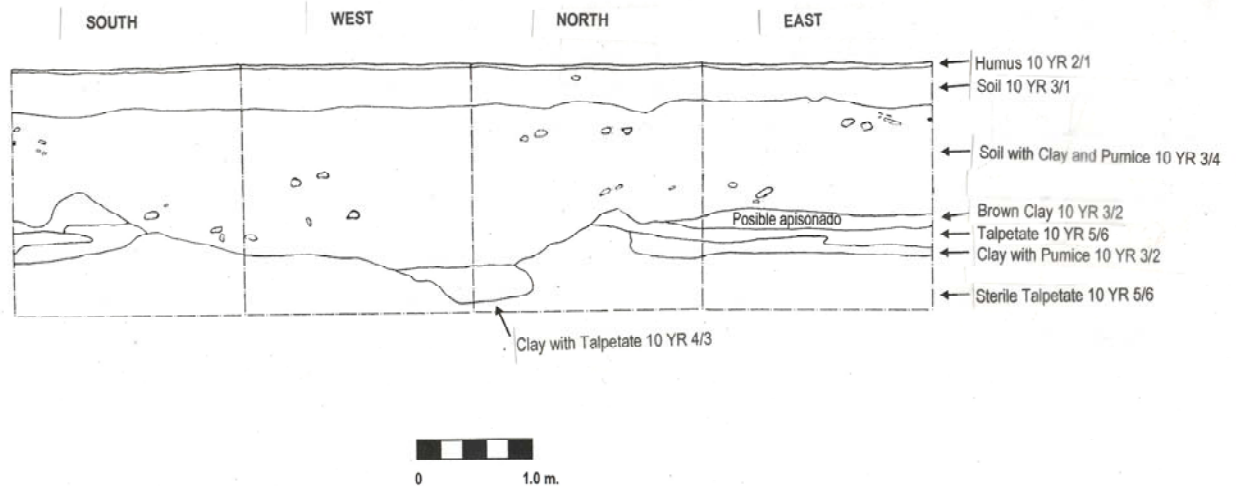 SOUTH
WEST
NORTH
EAST
Humus 10 YR 2/1
Soil 10 YR 3/1
Soil with Clay and Pumice 10 YR 3/4
Brown Clay 10 YR 3/2
Posible apisonado
Talpetate 10 YR 5/6
Clay with Pumice 10 YR 3/2
Sterile Talpetate 10 YR 5/6
Clay with Talpetate 10 YR 4/3
0
1.0 m.